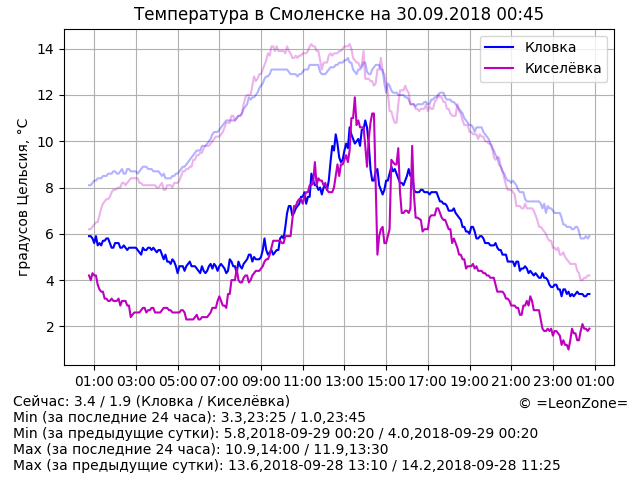 Температура в Смоленске на 30.09.2018 00:45
Кловка
Киселёвка
градусов Цельсия, °C
14
12
10
8
6
4
2
01:00 03:00 05:00 07:00 09:00 11:00 13:00 15:00 17:00 19:00 21:00 23:00 01:00
Сейчас: 3.4 / 1.9 (Кловка / Киселёвка)
© =LeonZone=
Min (за последние 24 часа): 3.3,23:25 / 1.0,23:45
Min (за предыдущие сутки): 5.8,2018-09-29 00:20 / 4.0,2018-09-29 00:20
Max (за последние 24 часа): 10.9,14:00 / 11.9,13:30
Max (за предыдущие сутки): 13.6,2018-09-28 13:10 / 14.2,2018-09-28 11:25